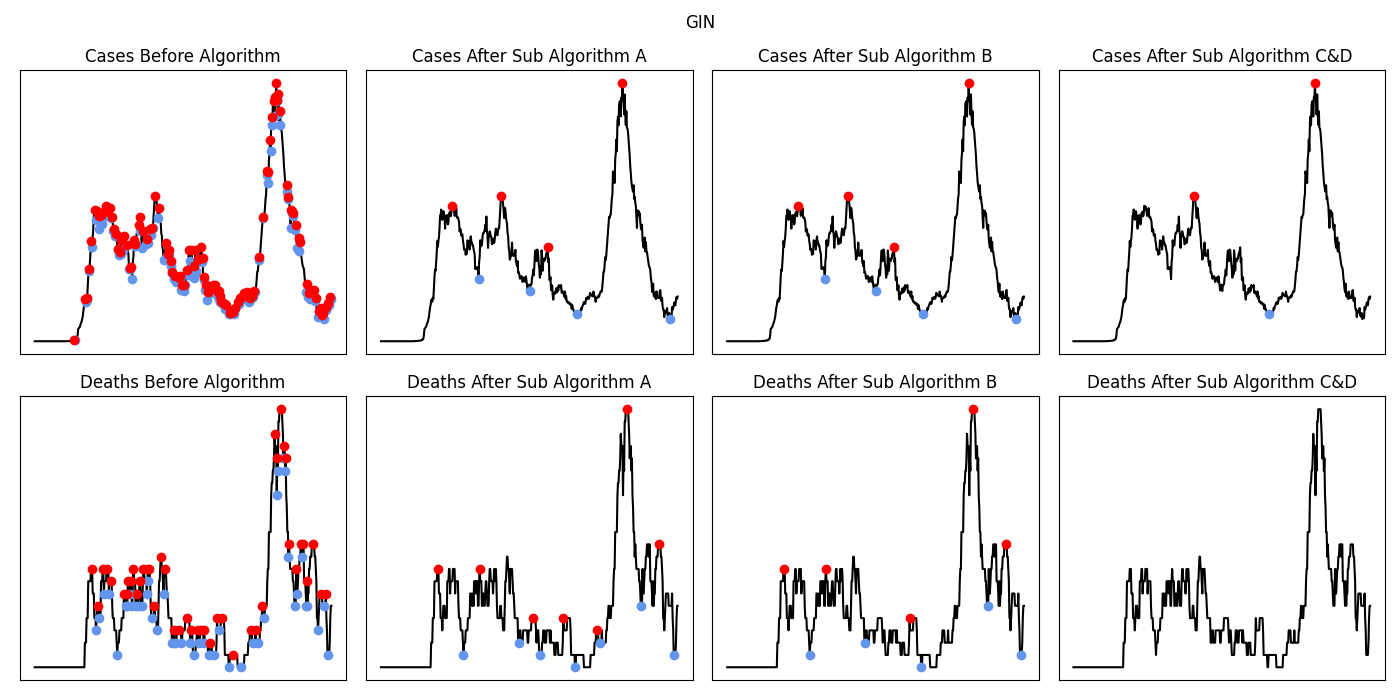 GIN
Cases Before Algorithm
Cases After Sub Algorithm A
Cases After Sub Algorithm B
Cases After Sub Algorithm C&D
Deaths Before Algorithm
Deaths After Sub Algorithm A
Deaths After Sub Algorithm B
Deaths After Sub Algorithm C&D